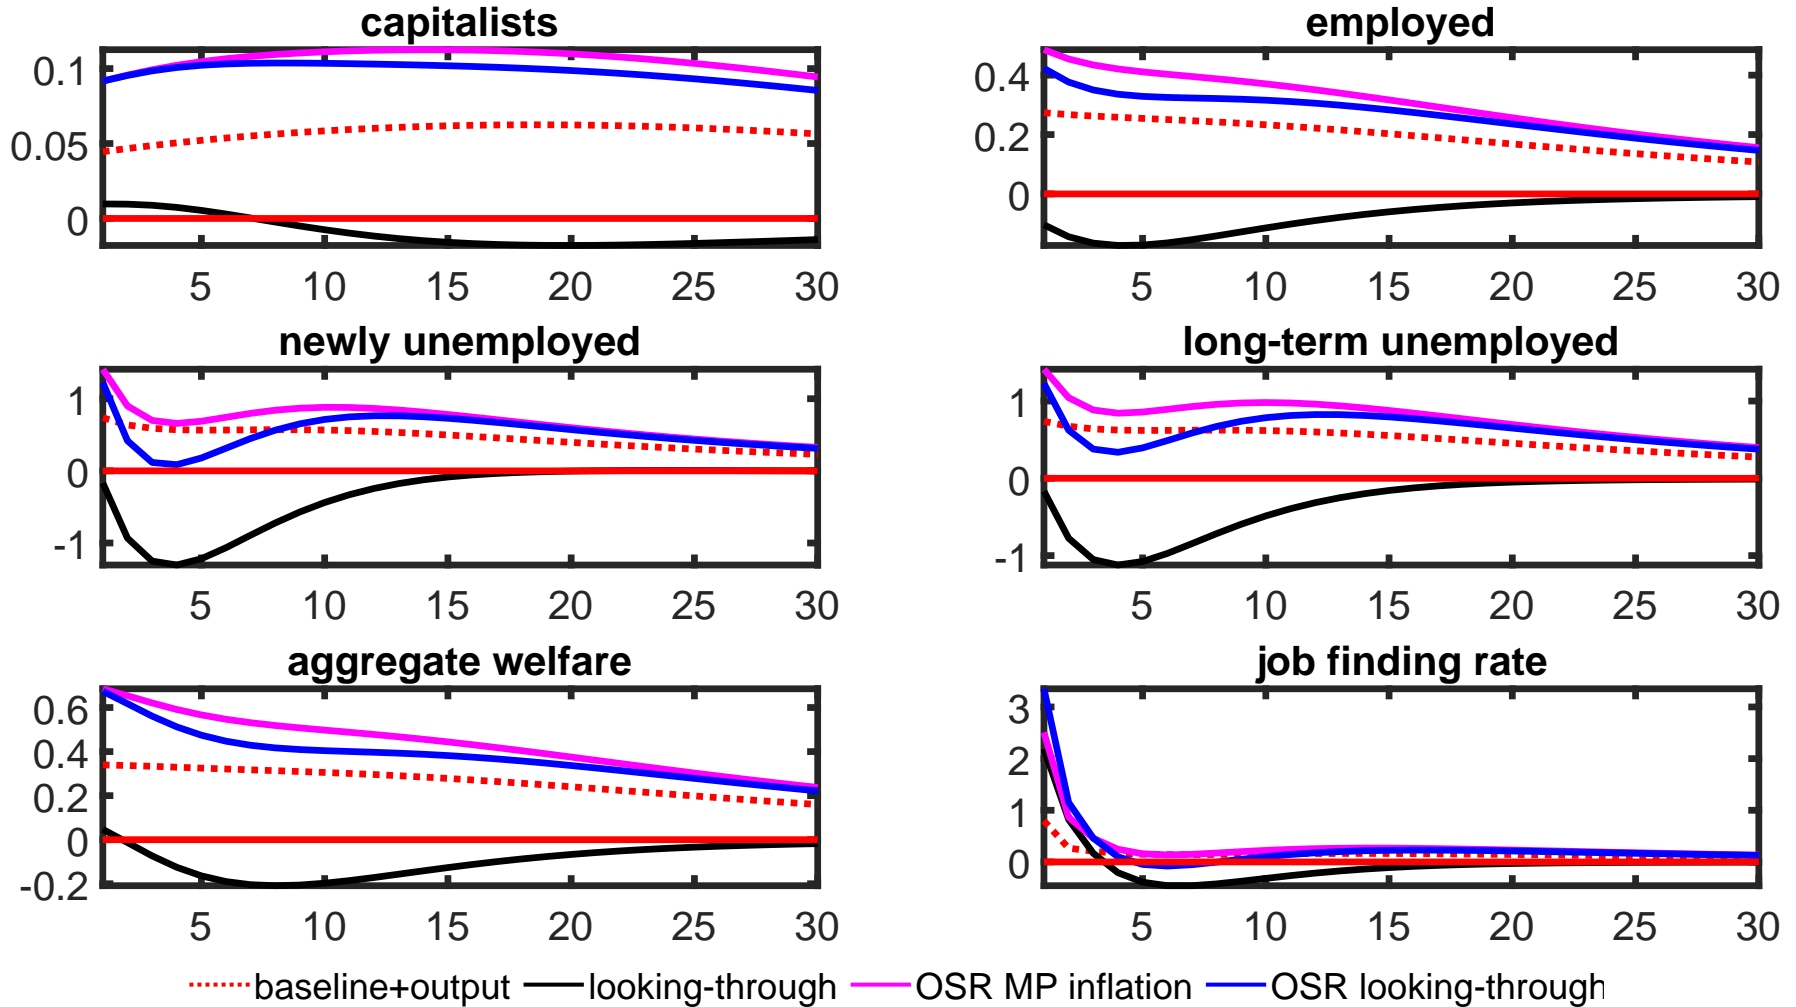 capitalists
employed
0.1
0.05
0
5 10 15 20 25 30
0.4
0.2
0
5 10 15 20 25 30
newly unemployed
long-term unemployed
1
0
-1
5 10 15 20 25 30
1
0
-1
5 10 15 20 25 30
aggregate welfare
job finding rate
0.6
0.4
0.2
0
-0.2
5 10 15 20 25 30
3
2
1
0
5 10 15 20 25 30
baseline+output looking-through OSR MP inflation OSR looking-through